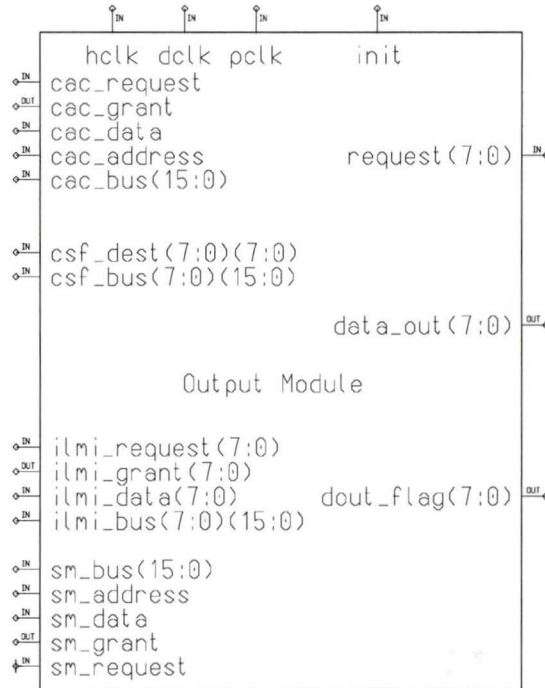 IN IN IN IN
hclk dclk pclk init
IN cac_request
OUT cac_grant
IN cac_data
IN cac_address request(7:0) IN
IN cac_bus(15:0)
IN csf_dest(7:0)(7:0)
IN csf_bus(7:0)(15:0)
data_out(7:0) OUT
Output Module
IN ilmi_request(7:0)
OUT ilmi_grant(7:0)
IN ilmi_data(7:0) dout_flag(7:0) OUT
IN ilmi_bus(7:0)(15:0)
IN sm_bus(15:0)
IN sm_address
IN sm_data
OUT sm_grant
IN sm_request